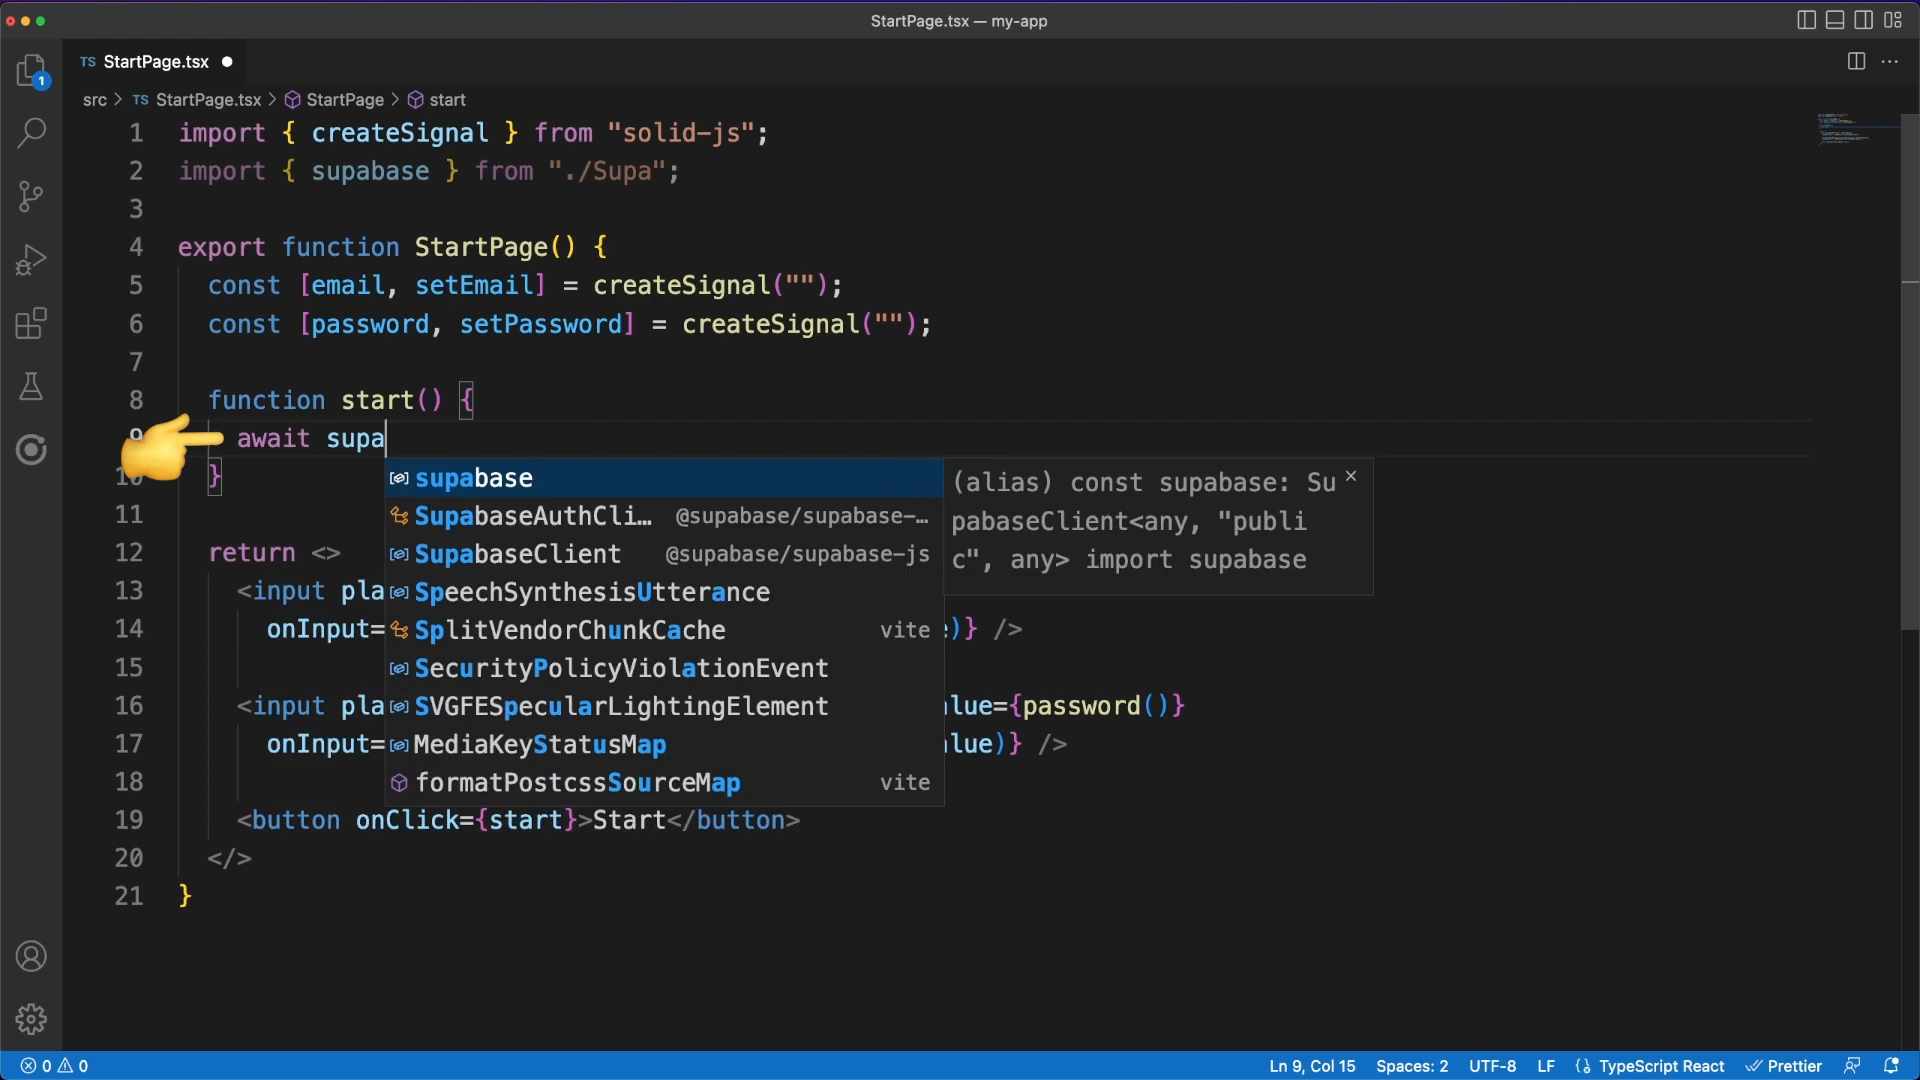 StartPage.tsx — my-app
TS StartPage.tsx
1
src > TS StartPage.tsx > StartPage > start
1 import { createSignal } from "solid-js";
2 import { supabase } from "./Supa";
3
4 export function StartPage() {
5 const [email, setEmail] = createSignal("");
6 const [password, setPassword] = createSignal("");
7
8 function start() {
9 await supa
10 }
supabase
SupabaseAuthCli… @supabase/supabase-…
SupabaseClient @supabase/supabase-js
SpeechSynthesisUtterance
SplitVendorChunkCache vite
SecurityPolicyViolationEvent
SVGFESpecularLightingElement
MediaKeyStatusMap
formatPostcssSourceMap vite
(alias) const supabase: Su
pabaseClient<any, "publi
c", any> import supabase
11
12 return <>
13 <input pla
14 onInput= )} />
15
16 <input pla lue={password()}
17 onInput= lue)} />
18
19 <button onClick={start}>Start</button>
20 </>
21 }
0 0
Ln 9, Col 15 Spaces: 2 UTF-8 LF TypeScript React Prettier